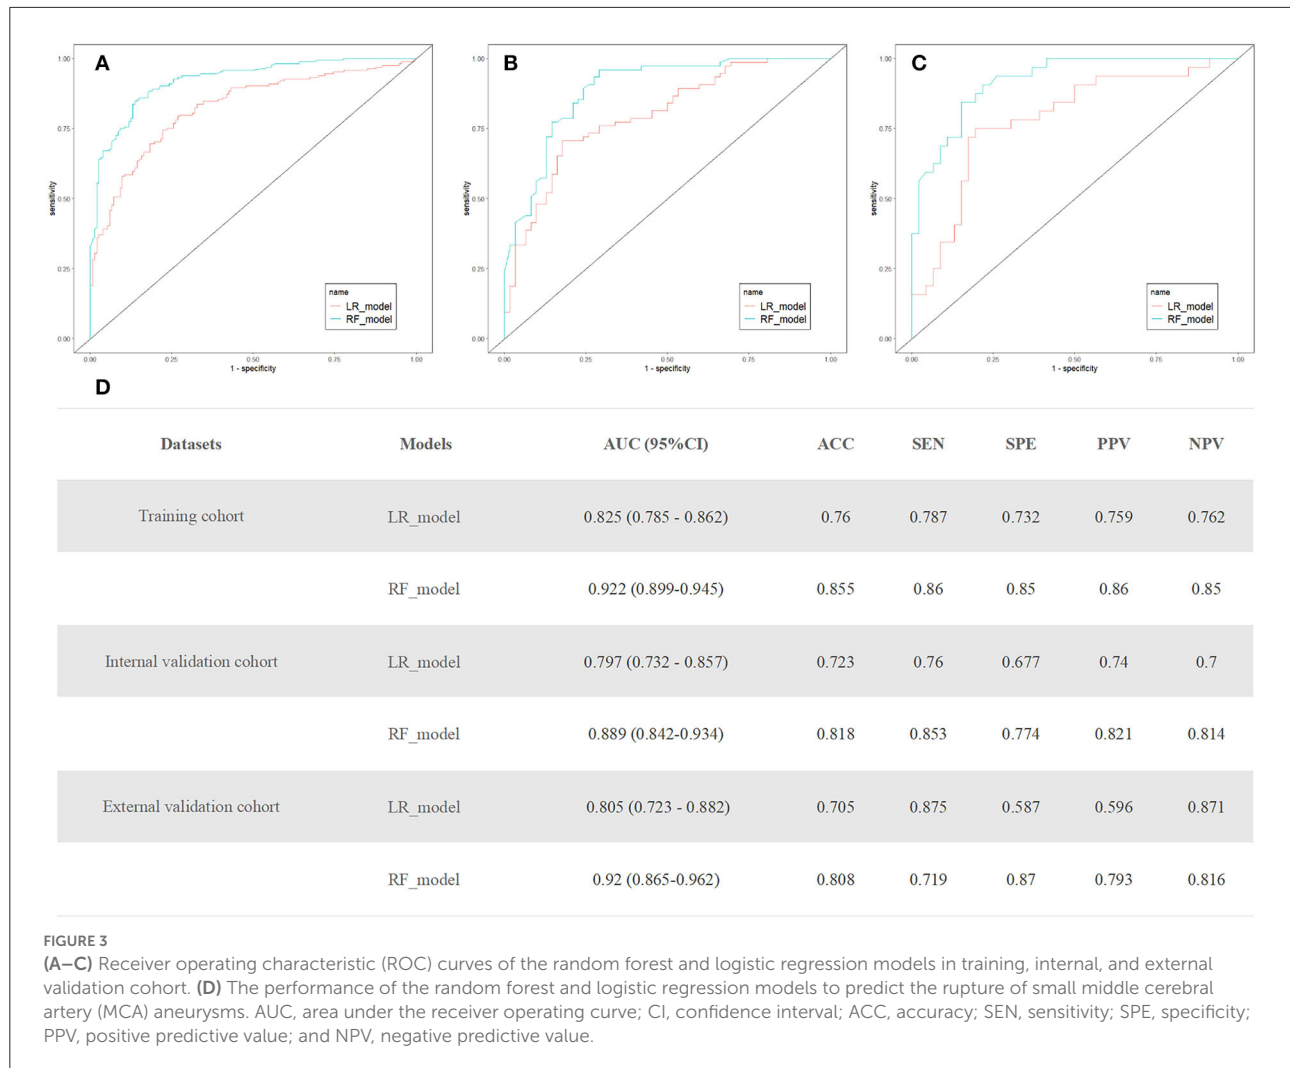 A
1.00
0.75
0.50
0.25
0.00
sensitivity
0.00 0.25 0.50 0.75 1.00
1 - specificity
name
LR_model
RF_model
B
1.00
0.75
0.50
0.25
0.00
sensitivity
0.00 0.25 0.50 0.75 1.00
1 - specificity
name
LR_model
RF_model
C
1.00
0.75
0.50
0.25
0.00
sensitivity
0.00 0.25 0.50 0.75 1.00
1 - specificity
name
LR_model
RF_model
D
Datasets Models AUC (95%CI) ACC SEN SPE PPV NPV
Training cohort LR_model 0.825 (0.785 - 0.862) 0.76 0.787 0.732 0.759 0.762
RF_model 0.922 (0.899-0.945) 0.855 0.86 0.85 0.86 0.85
Internal validation cohort LR_model 0.797 (0.732 - 0.857) 0.723 0.76 0.677 0.74 0.7
RF_model 0.889 (0.842-0.934) 0.818 0.853 0.774 0.821 0.814
External validation cohort LR_model 0.805 (0.723 - 0.882) 0.705 0.875 0.587 0.596 0.871
RF_model 0.92 (0.865-0.962) 0.808 0.719 0.87 0.793 0.816
FIGURE 3
(A–C) Receiver operating characteristic (ROC) curves of the random forest and logistic regression models in training, internal, and external
validation cohort. (D) The performance of the random forest and logistic regression models to predict the rupture of small middle cerebral
artery (MCA) aneurysms. AUC, area under the receiver operating curve; CI, confidence interval; ACC, accuracy; SEN, sensitivity; SPE, specificity;
PPV, positive predictive value; and NPV, negative predictive value.